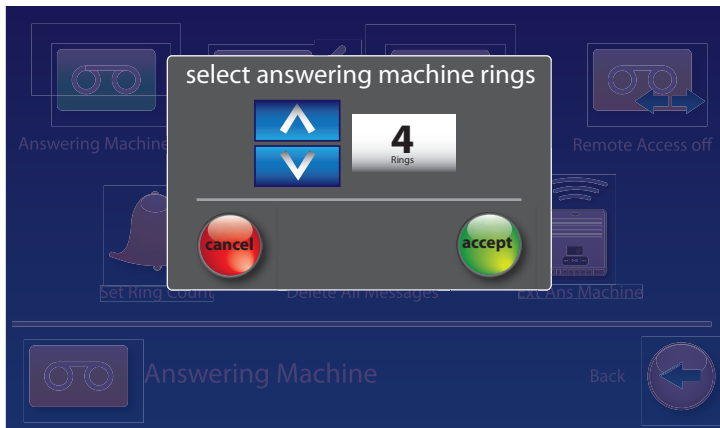 select answering machine rings
4
Rings
Answering Machine
Remote Access off
cancel
accept
Set Ring Count
Delete All Messages
Ext Ans Machine
Answering Machine
Back